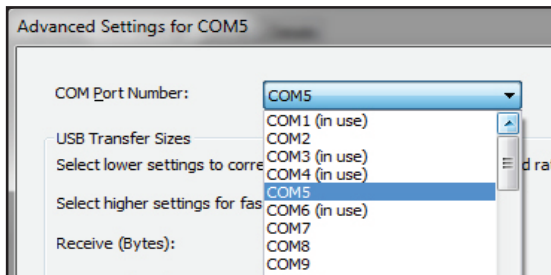 Advanced Settings for COM5
COM Port Number:
COM5
COM1 (in use)
COM2
COM3 (in use)
COM4 (in use)
COM5
COM6 (in use)
COM7
COM8
COM9
USB Transfer Sizes
Select lower settings to corre
Select higher settings for fas
Receive (Bytes):